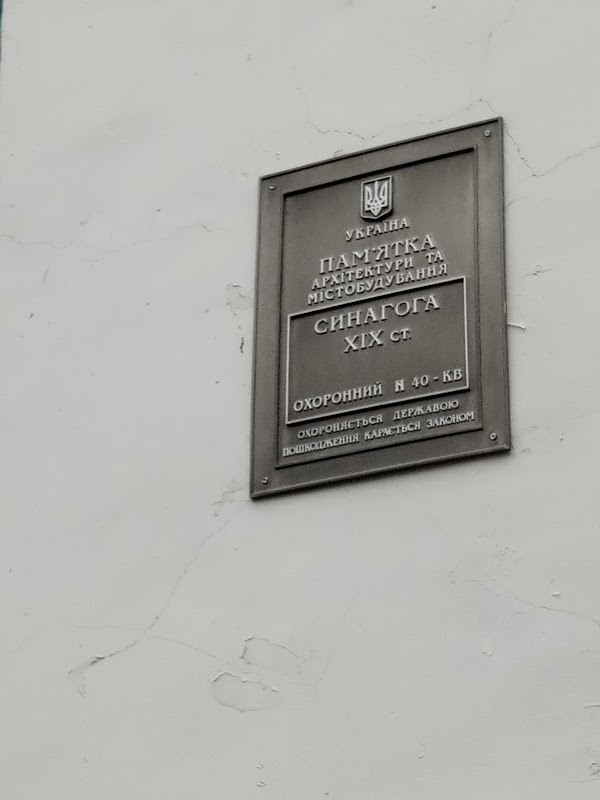 УКРАЇНА
ПАМ'ЯТКА
АРХІТЕКТУРИ ТА
МІСТОБУДУВАННЯ
СИНАГОГА
XIX СТ.
ОХОРОННИЙ N 40-КВ
ОХОРОНЯЄТЬСЯ ДЕРЖАВОЮ
ПОШКОДЖЕННЯ КАРАЄТЬСЯ ЗАКОНОМ